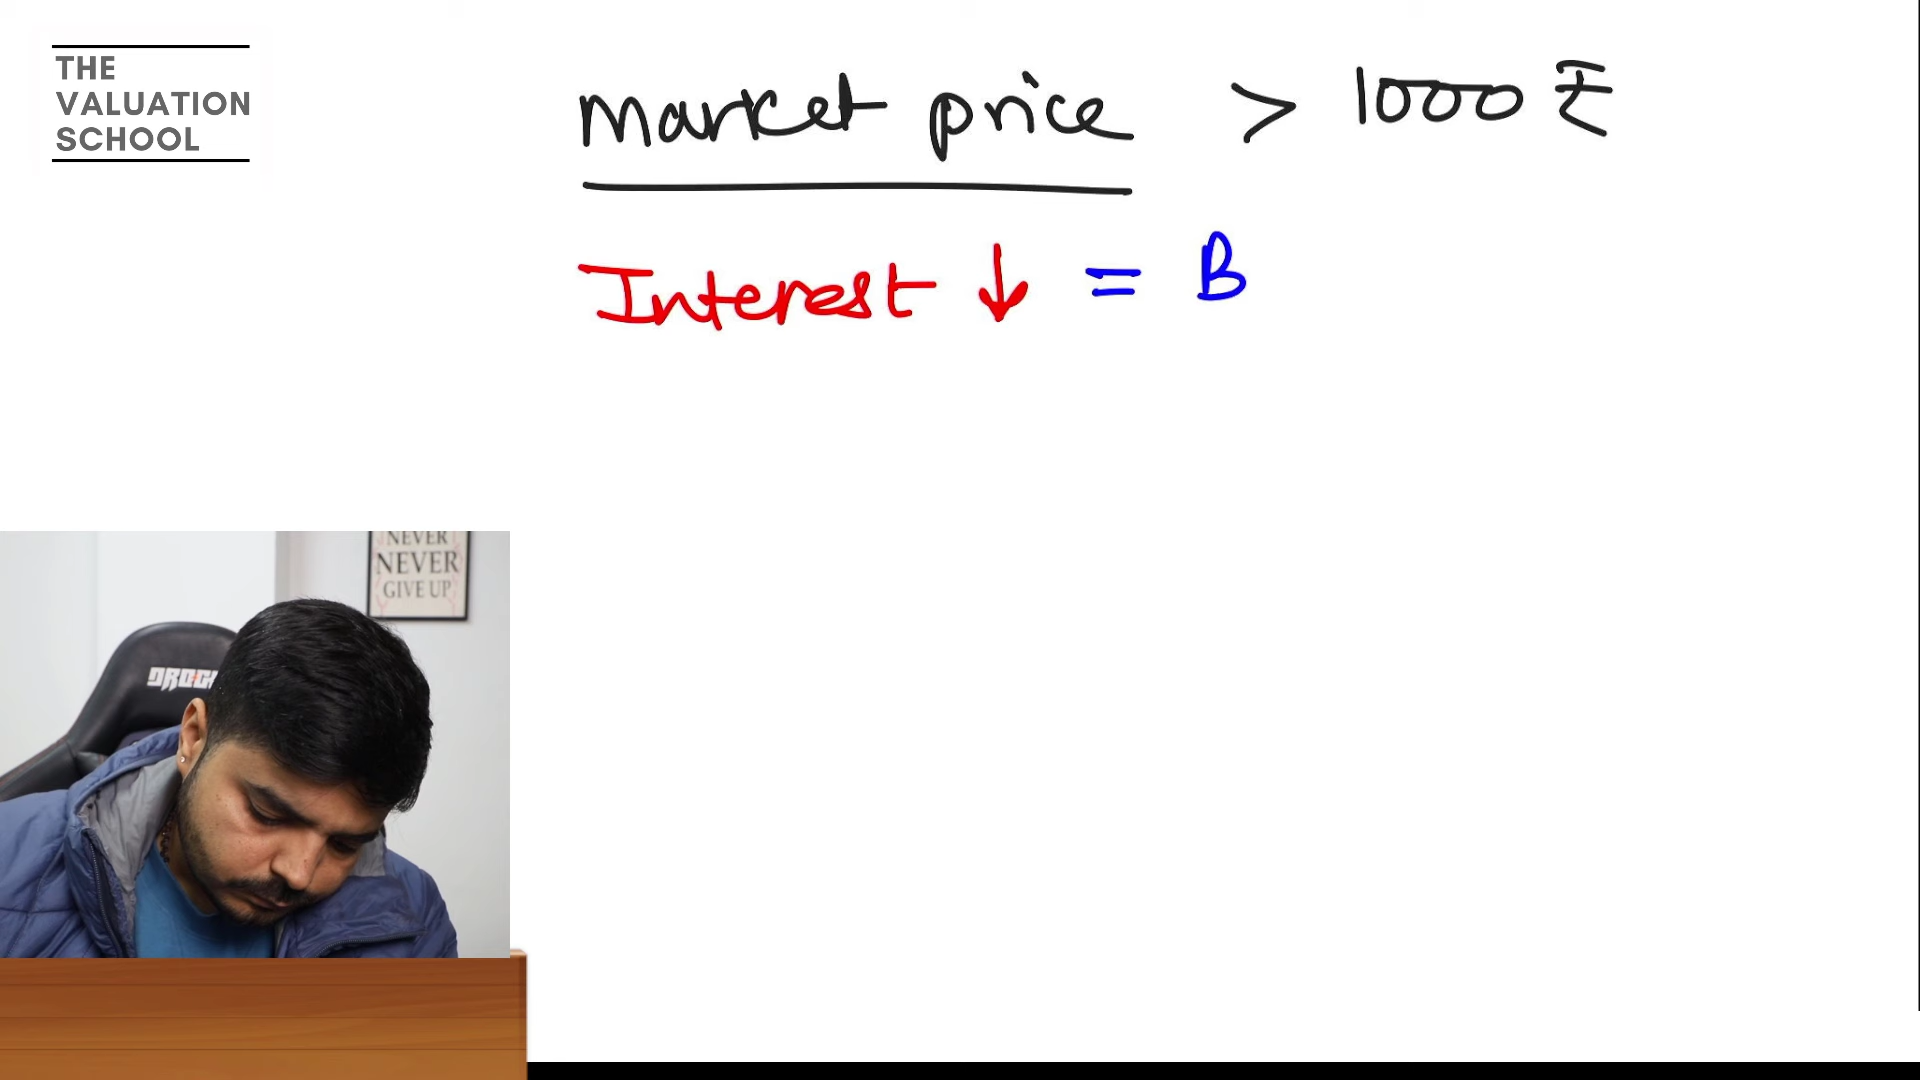 THE
VALUATION
SCHOOL
market price > 1000 ₹
Interest ↓ = B
NEVER
NEVER
GIVE UP